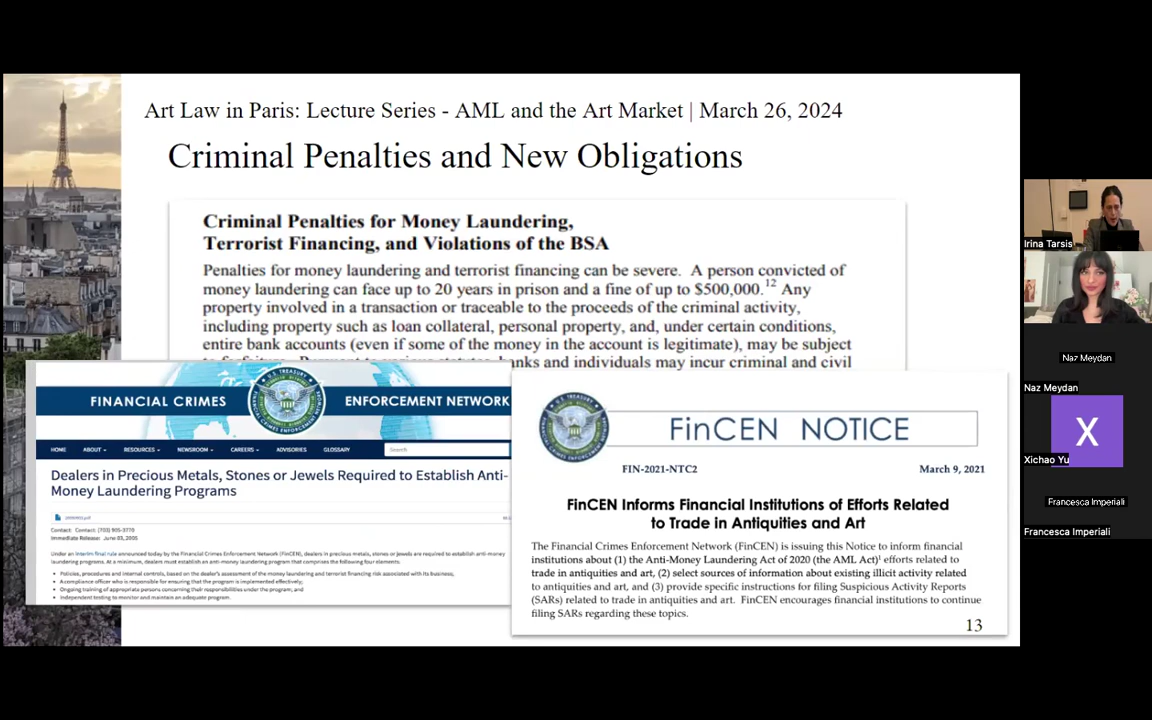 Art Law in Paris: Lecture Series - AML and the Art Market | March 26, 2024
Criminal Penalties and New Obligations
Criminal Penalties for Money Laundering,
Terrorist Financing, and Violations of the BSA
Penalties for money laundering and terrorist financing can be severe. A person convicted of
money laundering can face up to 20 years in prison and a fine of up to $500,000.12 Any
property involved in a transaction or traceable to the proceeds of the criminal activity,
including property such as loan collateral, personal property, and, under certain conditions,
entire bank accounts (even if some of the money in the account is legitimate), may be subject
banks and individuals may incur criminal and civil
FINANCIAL CRIMES ENFORCEMENT NETWORK
HOME ABOUT RESOURCES NEWSROOM CAREERS ADVISORIES GLOSSARY Search
Dealers in Precious Metals, Stones or Jewels Required to Establish Anti-
Money Laundering Programs
Contact: Contact: (703) 905-3770
Immediate Release: June 03, 2005
Under an interim final rule announced today by the Financial Crimes Enforcement Network (FinCEN), dealers in precious metals, stones or jewels are required to establish anti-money
laundering programs. At a minimum, dealers must establish an anti-money laundering program that comprises the following four elements:
Policies, procedures and internal controls, based on the dealer's assessment of the money laundering and terrorist financing risk associated with its business;
A compliance officer who is responsible for ensuring that the program is implemented effectively;
Ongoing training of appropriate persons concerning their responsibilities under the program; and
Independent testing to monitor and maintain an adequate program.
FinCEN NOTICE
FIN-2021-NTC2 March 9, 2021
FinCEN Informs Financial Institutions of Efforts Related
to Trade in Antiquities and Art
The Financial Crimes Enforcement Network (FinCEN) is issuing this Notice to inform financial
institutions about (1) the Anti-Money Laundering Act of 2020 (the AML Act)1 efforts related to
trade in antiquities and art, (2) select sources of information about existing illicit activity related
to antiquities and art, and (3) provide specific instructions for filing Suspicious Activity Reports
(SARs) related to trade in antiquities and art. FinCEN encourages financial institutions to continue
filing SARs regarding these topics.
13
Irina Tarsis
Naz Meydan
Naz Meydan
X
Xichao Yu
Francesca Imperiali
Francesca Imperiali